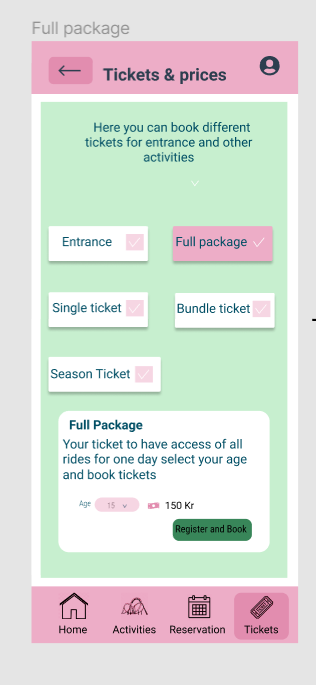 Full package
Tickets & prices
Here you can book different
tickets for entrance and other
activities
Entrance
Full package
Single ticket
Bundle ticket
Season Ticket
Full Package
Your ticket to have access of all
rides for one day select your age
and book tickets
Age 15 150 Kr
Register and Book
Home Activities Reservation Tickets